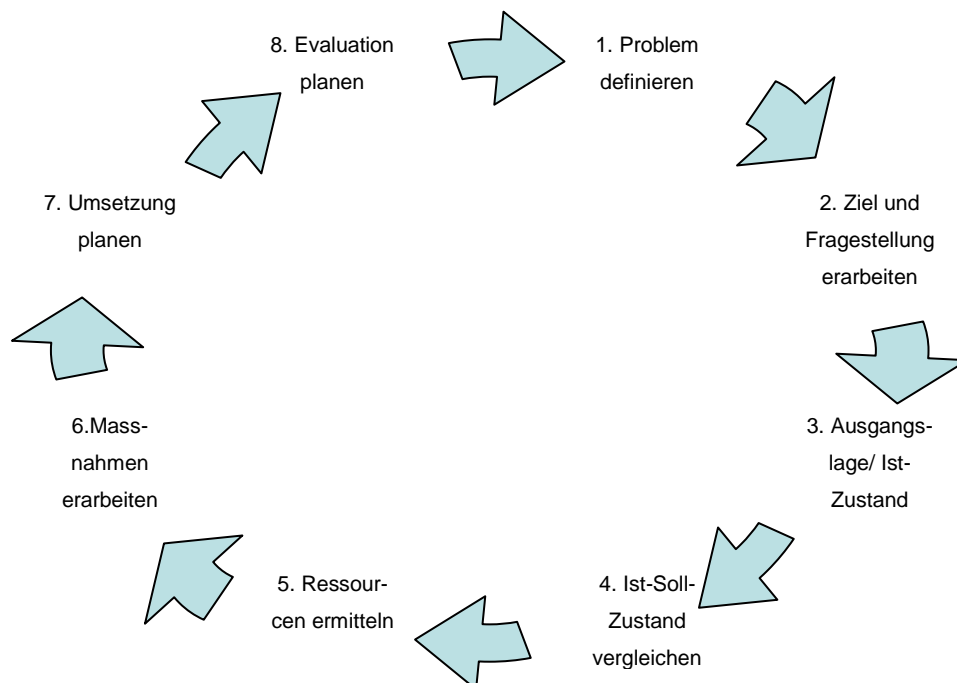 1. Problem
definieren
2. Ziel und
Fragestellung
erarbeiten
3. Ausgangs-
lage/ Ist-
Zustand
4. Ist-Soll-
Zustand
vergleichen
5. Ressour-
cen ermitteln
6.Mass-
nahmen
erarbeiten
7. Umsetzung
planen
8. Evaluation
planen